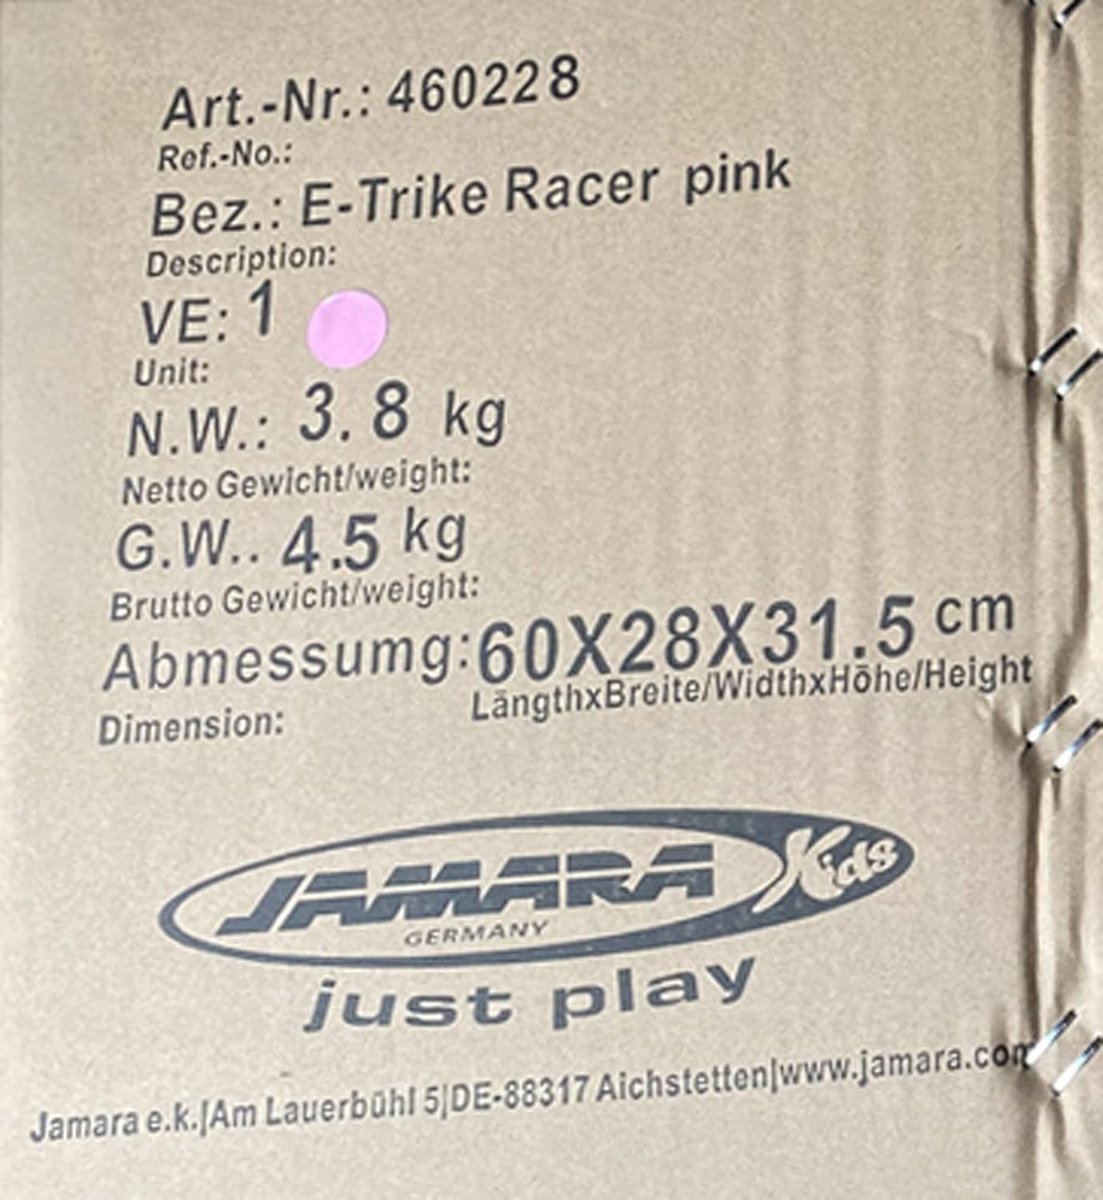 Art.-Nr.: 460228
Ref.-No.:
Bez.: E-Trike Racer pink
Description:
VE: 1
Unit:
N.W.: 3.8 kg
Netto Gewicht/weight:
G.W.. 4.5 kg
Brutto Gewicht/weight:
Abmessumg:60X28X31.5 cm
Dimension: LängthxBreite/WidthxHöhe/Height
JAMARA Kids
GERMANY
just play
Jamara e.k.|Am Lauerbühl 5|DE-88317 Aichstetten|www.jamara.com